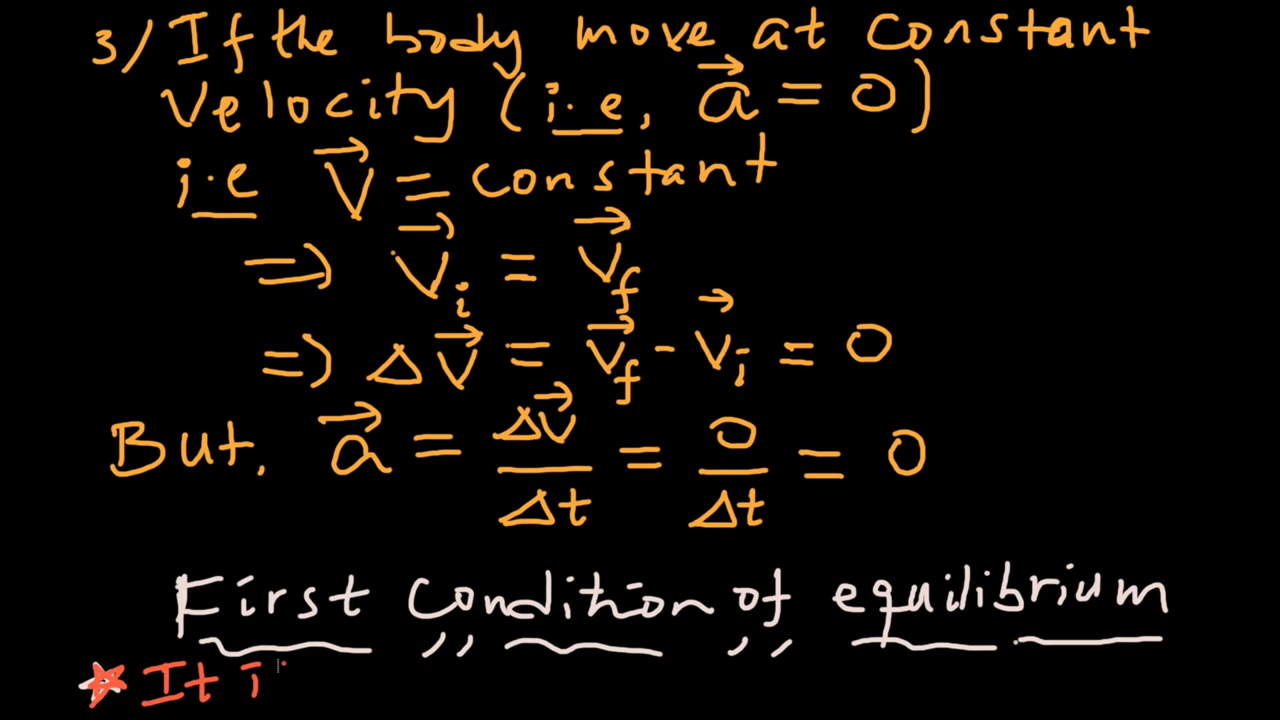 3/ If the body move at constant
Velocity (i.e, a⃗ = 0)
i.e V⃗ = constant
=> V⃗i = V⃗f
=> ΔV⃗ = V⃗f - V⃗i = 0
But, a⃗ = ΔV⃗/Δt = 0/Δt = 0
First Condition of equilibrium
* It i